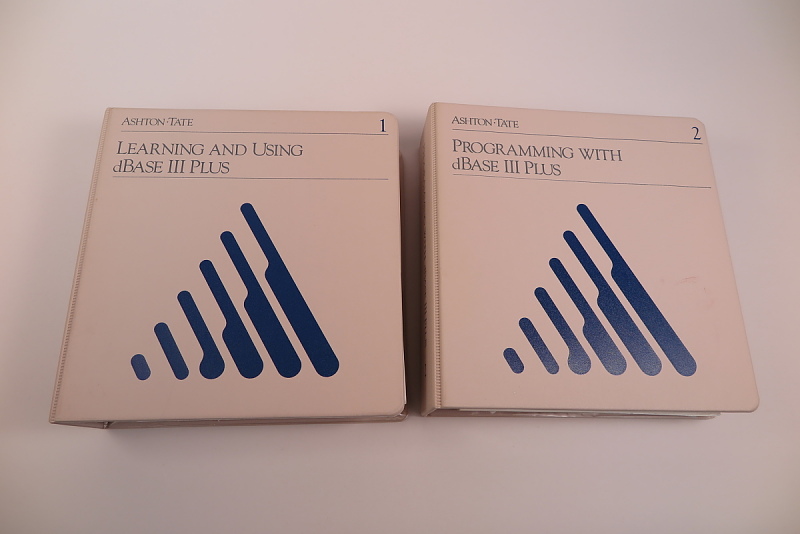 ASHTON·TATE
1
LEARNING AND USING
dBASE III PLUS
ASHTON·TATE
2
PROGRAMMING WITH
dBASE III PLUS